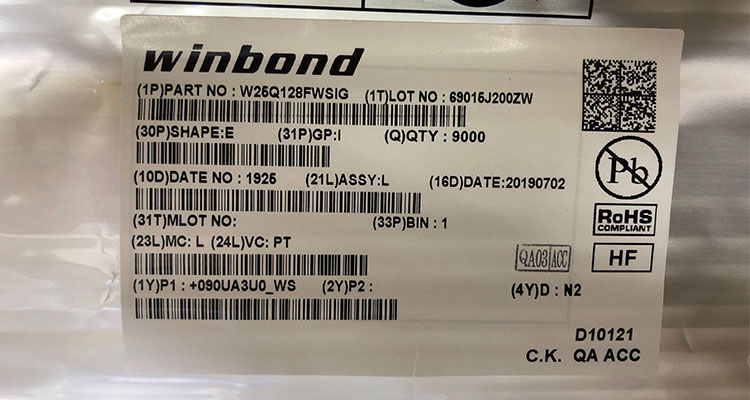 winbond
(1P)PART NO : W25Q128FWSIG (1T)LOT NO : 69015J200ZW
(30P)SHAPE:E (31P)GP:I (Q)QTY : 9000
(10D)DATE NO : 1925 (21L)ASSY:L (16D)DATE:20190702
(31T)MLOT NO: (33P)BIN : 1
(23L)MC: L (24L)VC: PT
(1Y)P1 : +090UA3U0_WS (2Y)P2 : (4Y)D : N2
Pb
RoHS
COMPLIANT
HF
QA03 ACC
D10121
C.K. QA ACC